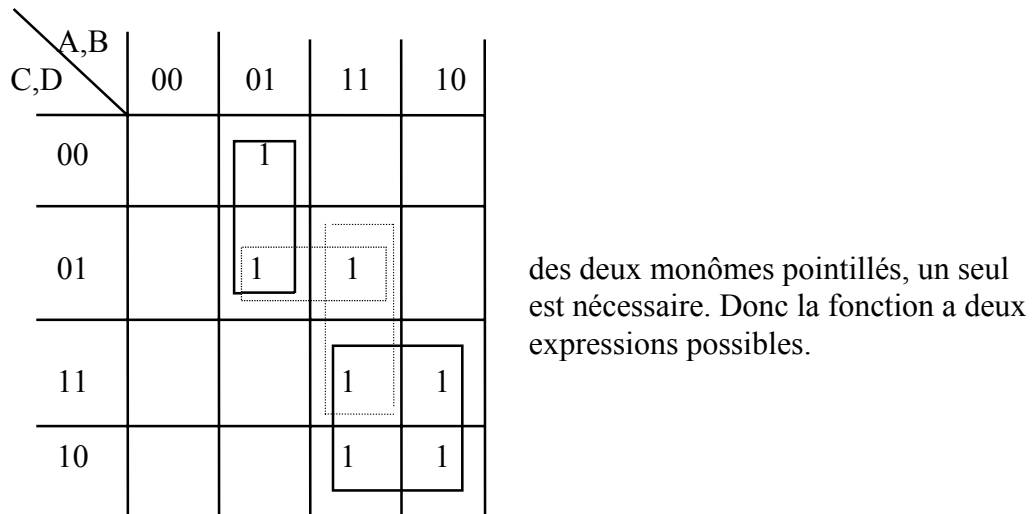 A,B
C,D 00 01 11 10
00 1
01 1 1 des deux monômes pointillés, un seul
est nécessaire. Donc la fonction a deux
expressions possibles.
11 1 1
10 1 1